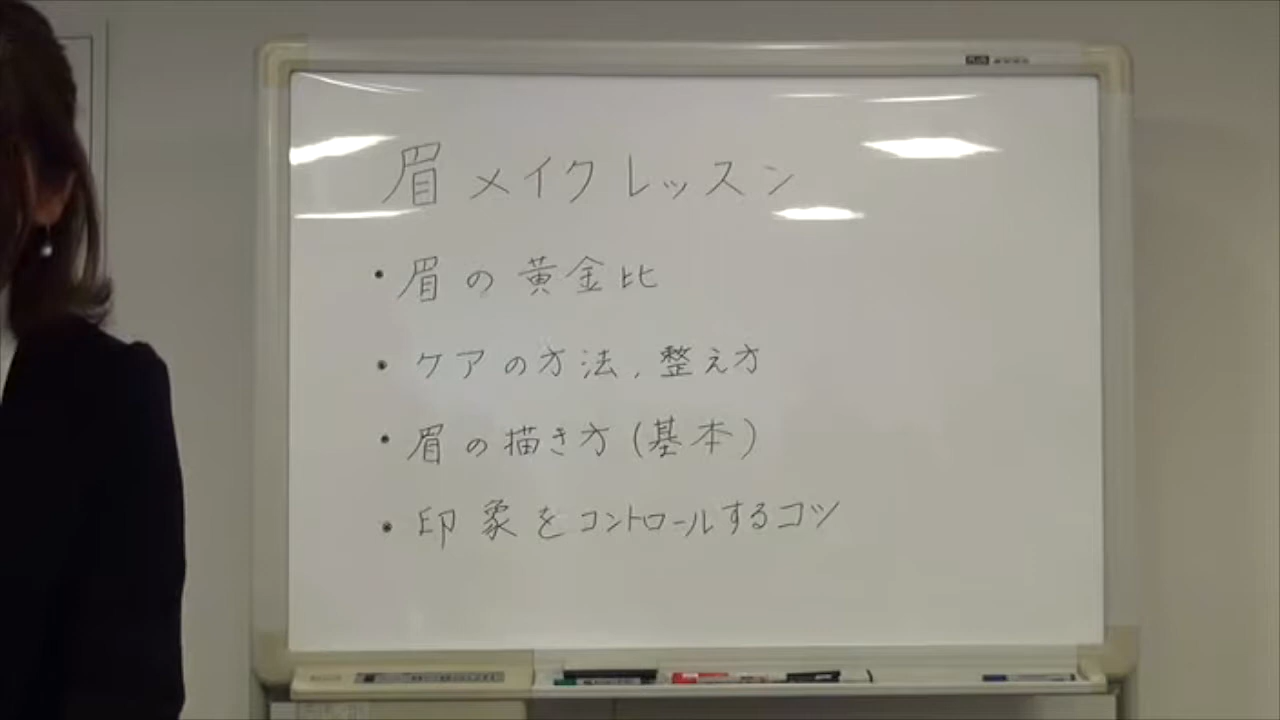 眉メイクレッスン
・眉の黄金比
・ケアの方法、整え方
・眉の描き方(基本)
・印象をコントロールするコツ